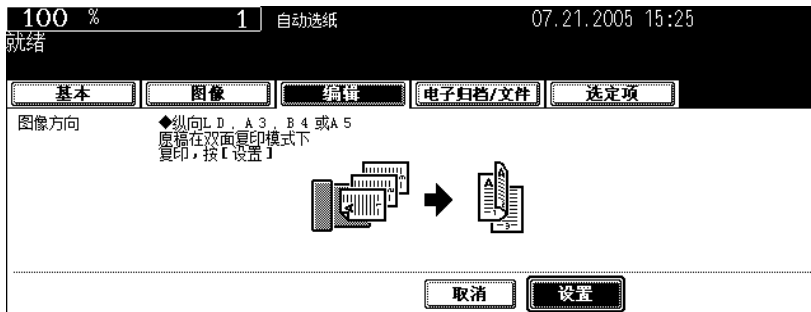 100 % 1 自动选纸 07.21.2005 15:25
就绪
基本 图像 编辑 电子归档/文件 选定项
图像方向 ◆纵向LD, A3, B4或A5
原稿在双面复印模式下
复印,按[设置]
取消 设置